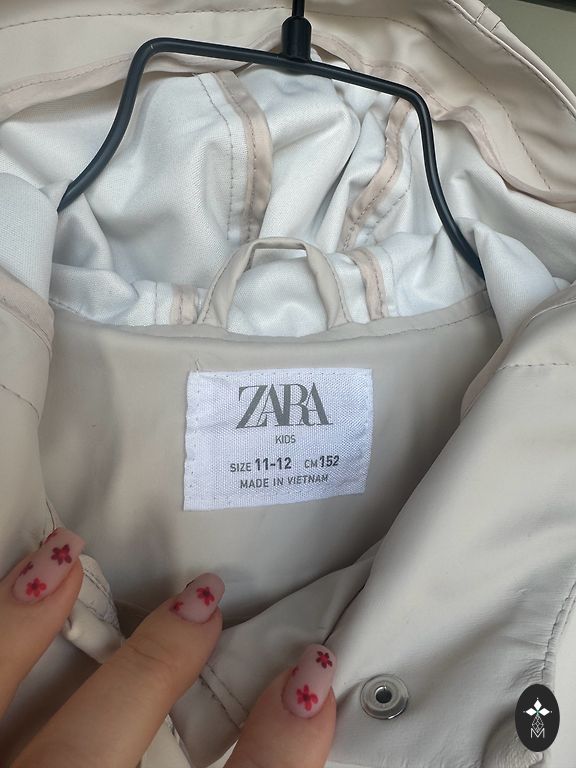 ZARA
KIDS
SIZE 11-12 CM 152
MADE IN VIETNAM